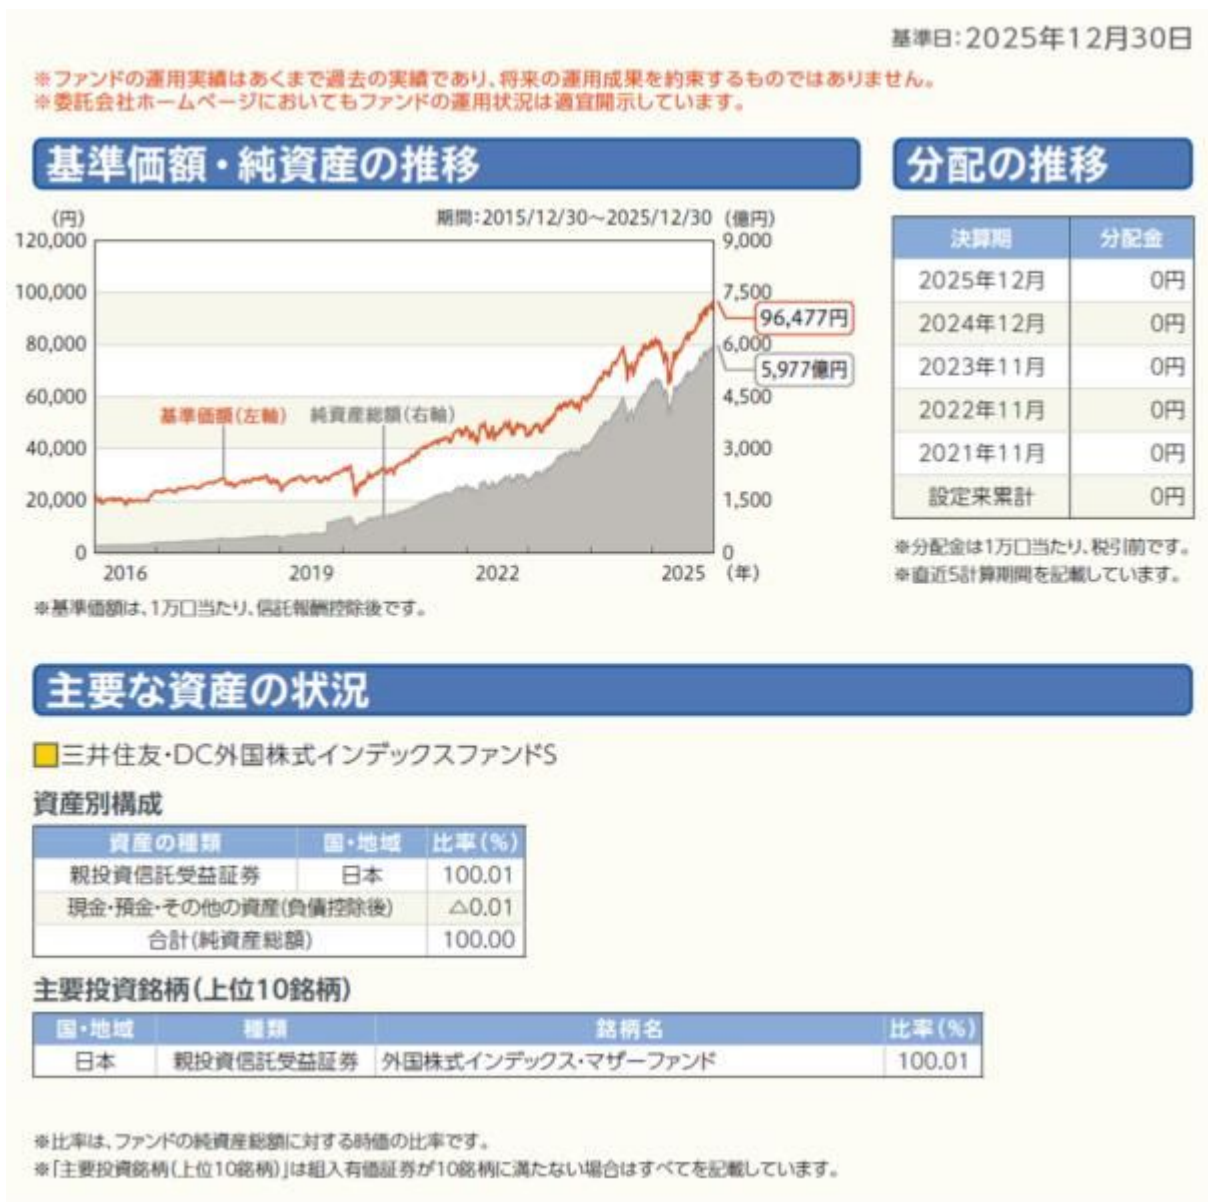 基準日:2025年12月30日
※ファンドの運用実績はあくまで過去の実績であり、将来の運用成果を約束するものではありません。
※委託会社ホームページにおいてもファンドの運用状況は適宜開示しています。
基準価額・純資産の推移
(円)
期間:2015/12/30～2025/12/30
(億円)
120,000
100,000
80,000
60,000
40,000
20,000
0
9,000
7,500
6,000
4,500
3,000
1,500
0
96,477円
5,977億円
基準価額(左軸)
純資産総額(右軸)
2016 2019 2022 2025 (年)
※基準価額は、1万口当たり、信託報酬控除後です。
分配の推移
決算期 分配金
2025年12月 0円
2024年12月 0円
2023年11月 0円
2022年11月 0円
2021年11月 0円
設定来累計 0円
※分配金は1万口当たり、税引前です。
※直近5計算期間を記載しています。
主要な資産の状況
三井住友・DC外国株式インデックスファンドS
資産別構成
資産の種類 国・地域 比率(%)
親投資信託受益証券 日本 100.01
現金・預金・その他の資産(負債控除後) △0.01
合計(純資産総額) 100.00
主要投資銘柄(上位10銘柄)
国・地域 種類 銘柄名 比率(%)
日本 親投資信託受益証券 外国株式インデックス・マザーファンド 100.01
※比率は、ファンドの純資産総額に対する時価の比率です。
※「主要投資銘柄(上位10銘柄)」は組入有価証券が10銘柄に満たない場合はすべてを記載しています。